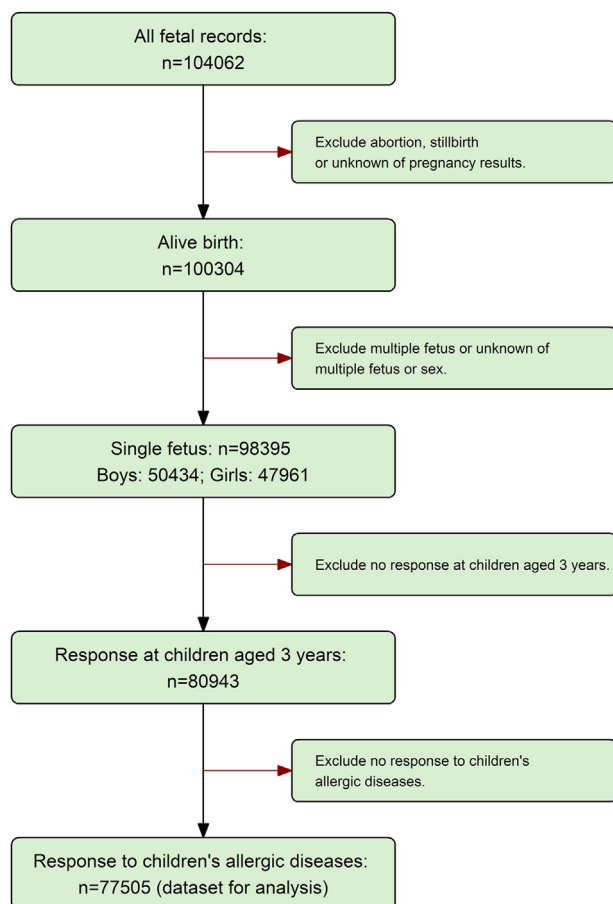 All fetal records:
n=104062
Exclude abortion, stillbirth
or unknown of pregnancy results.
Alive birth:
n=100304
Exclude multiple fetus or unknown of
multiple fetus or sex.
Single fetus: n=98395
Boys: 50434; Girls: 47961
Exclude no response at children aged 3 years.
Response at children aged 3 years:
n=80943
Exclude no response to children's
allergic diseases.
Response to children's allergic diseases:
n=77505 (dataset for analysis)